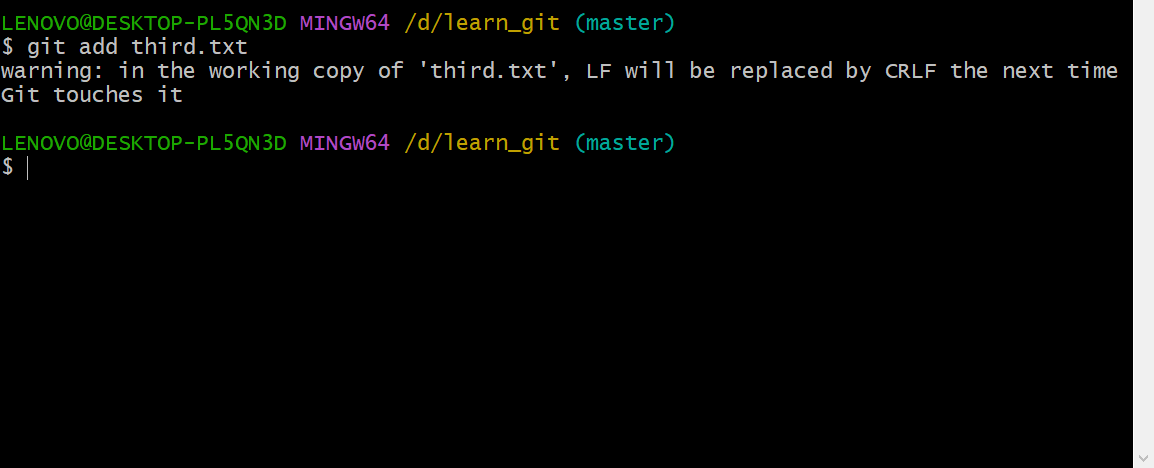 LENOVO@DESKTOP-PL5QN3D MINGW64 /d/learn_git (master)
$ git add third.txt
warning: in the working copy of 'third.txt', LF will be replaced by CRLF the next time
Git touches it
LENOVO@DESKTOP-PL5QN3D MINGW64 /d/learn_git (master)
$